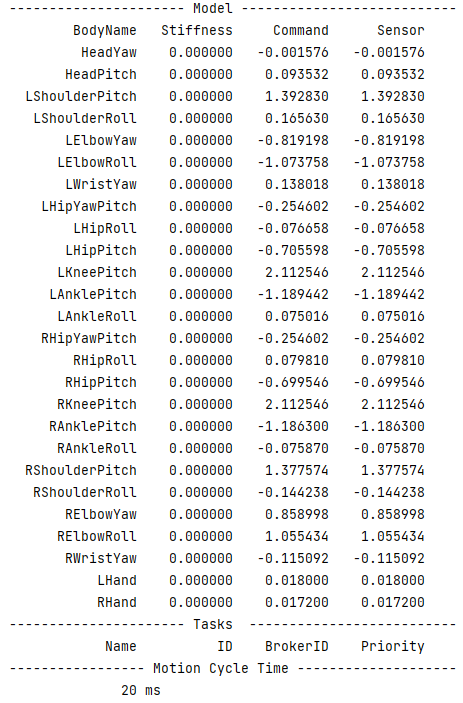 ---------------------- Model ---------------------------
BodyName Stiffness Command Sensor
HeadYaw 0.000000 -0.001576 -0.001576
HeadPitch 0.000000 0.093532 0.093532
LShoulderPitch 0.000000 1.392830 1.392830
LShoulderRoll 0.000000 0.165630 0.165630
LElbowYaw 0.000000 -0.819198 -0.819198
LElbowRoll 0.000000 -1.073758 -1.073758
LWristYaw 0.000000 0.138018 0.138018
LHipYawPitch 0.000000 -0.254602 -0.254602
LHipRoll 0.000000 -0.076658 -0.076658
LHipPitch 0.000000 -0.705598 -0.705598
LKneePitch 0.000000 2.112546 2.112546
LAnklePitch 0.000000 -1.189442 -1.189442
LAnkleRoll 0.000000 0.075016 0.075016
RHipYawPitch 0.000000 -0.254602 -0.254602
RHipRoll 0.000000 0.079810 0.079810
RHipPitch 0.000000 -0.699546 -0.699546
RKneePitch 0.000000 2.112546 2.112546
RAnklePitch 0.000000 -1.186300 -1.186300
RAnkleRoll 0.000000 -0.075870 -0.075870
RShoulderPitch 0.000000 1.377574 1.377574
RShoulderRoll 0.000000 -0.144238 -0.144238
RElbowYaw 0.000000 0.858998 0.858998
RElbowRoll 0.000000 1.055434 1.055434
RWristYaw 0.000000 -0.115092 -0.115092
LHand 0.000000 0.018000 0.018000
RHand 0.000000 0.017200 0.017200
---------------------- Tasks --------------------------
Name ID BrokerID Priority
----------------- Motion Cycle Time --------------------
20 ms